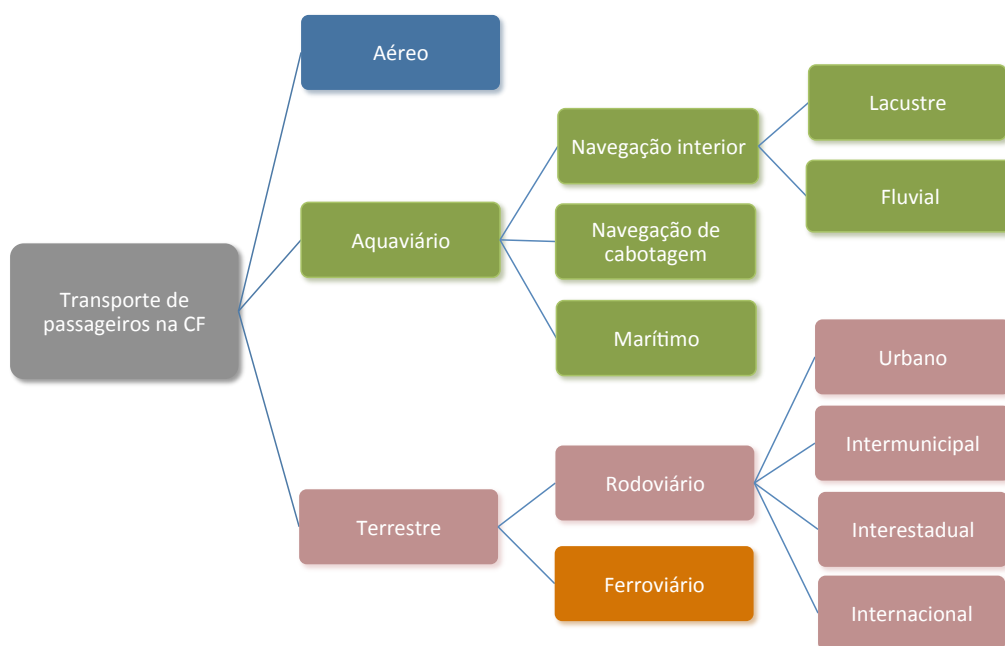 Transporte de
passageiros na CF
Aéreo
Aquaviário
Navegação interior
Lacustre
Fluvial
Navegação de
cabotagem
Marítimo
Terrestre
Rodoviário
Urbano
Intermunicipal
Interestadual
Internacional
Ferroviário